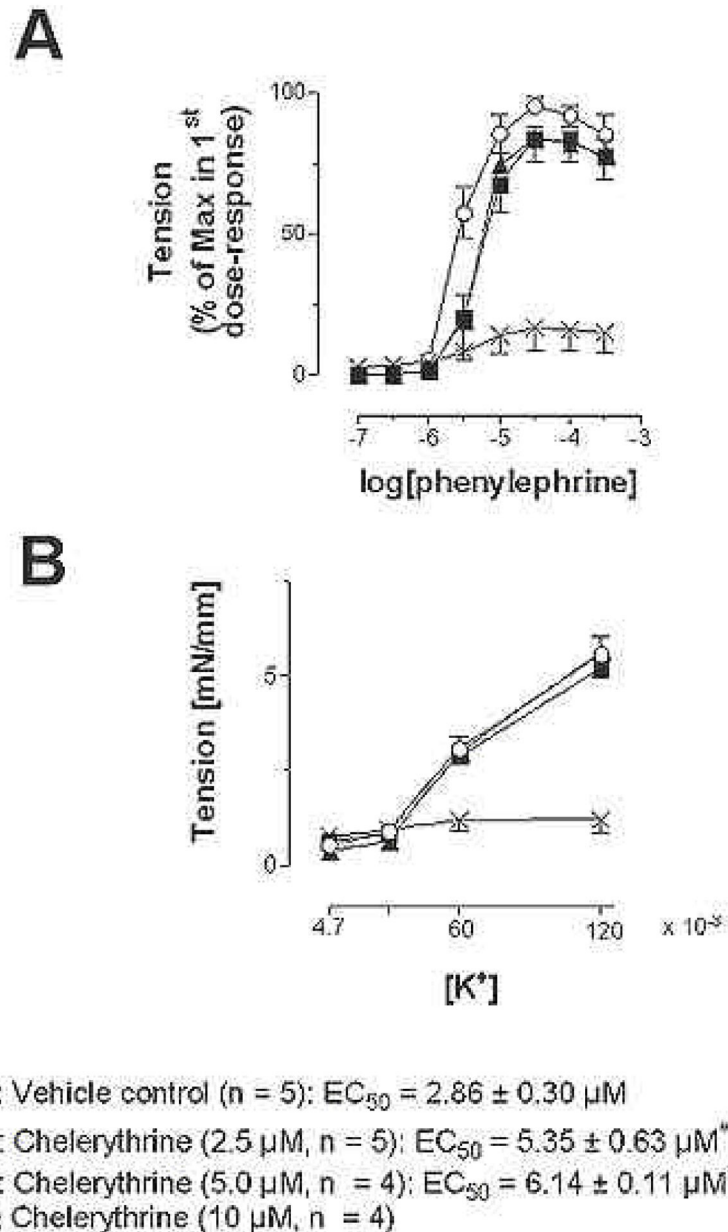 A
100
50
0
Tension
(% of Max in 1st
dose-response)
-7 -6 -5 -4 -3
log[phenylephrine]
B
5
0
Tension [mN/mm]
4.7 60 120 x 10-3
[K+]
: Vehicle control (n = 5): EC50 = 2.86 ± 0.30 µM
: Chelerythrine (2.5 µM, n = 5): EC50 = 5.35 ± 0.63 µM*
: Chelerythrine (5.0 µM, n = 4): EC50 = 6.14 ± 0.11 µM
: Chelerythrine (10 µM, n = 4)